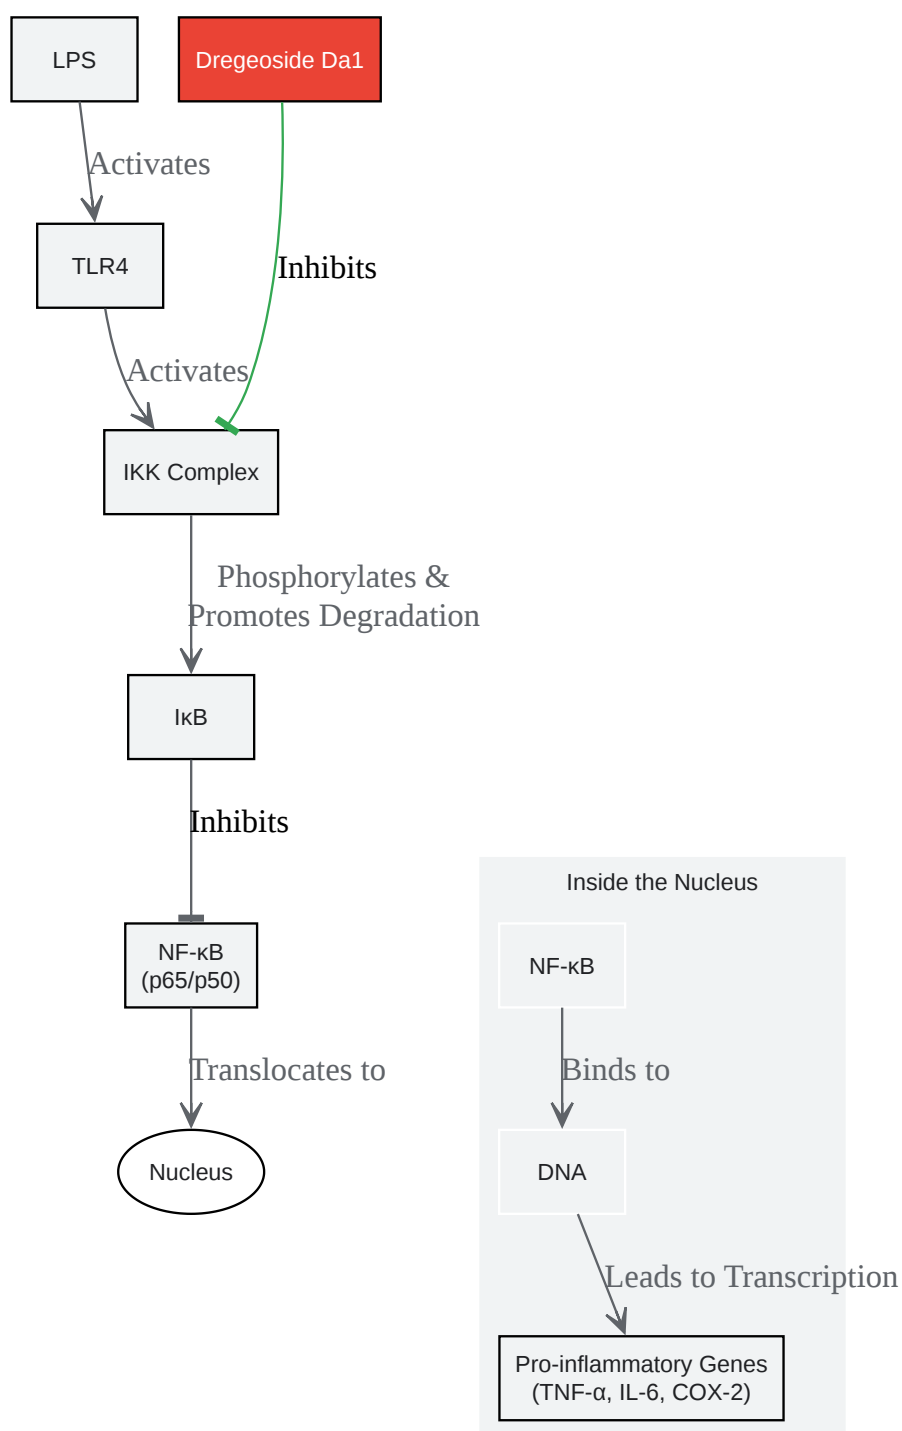 LPS
Dregeoside Da1
Activates
TLR4
Inhibits
Activates
IKK Complex
Phosphorylates &
Promotes Degradation
IκB
Inhibits
NF-κB
(p65/p50)
Translocates to
Nucleus
Inside the Nucleus
NF-κB
Binds to
DNA
Leads to Transcription
Pro-inflammatory Genes
(TNF-α, IL-6, COX-2)